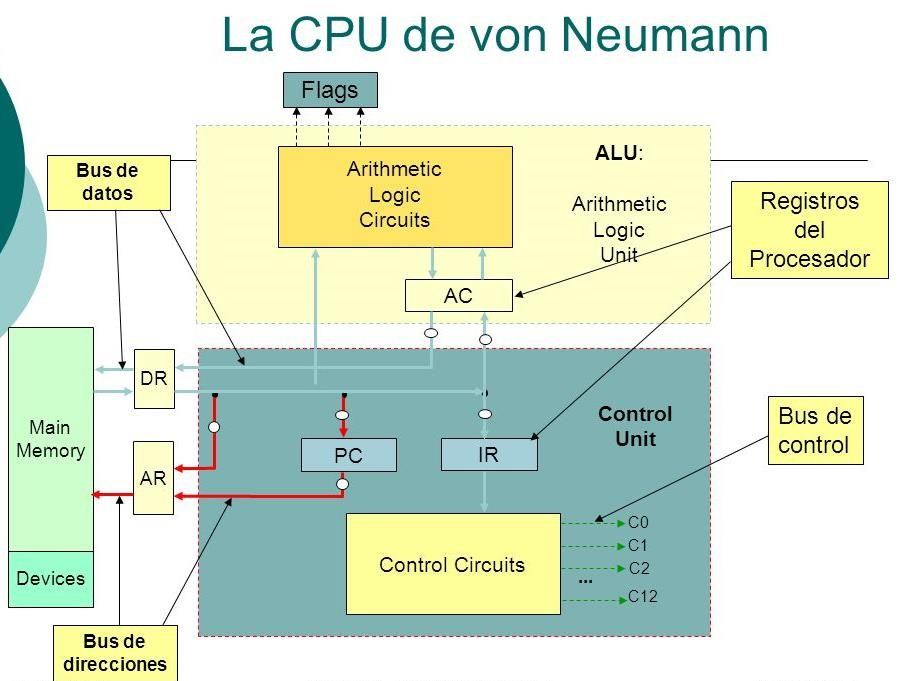 La CPU de von Neumann
Flags
Bus de
datos
Arithmetic
Logic
Circuits
ALU:
Arithmetic
Logic
Unit
Registros
del
Procesador
AC
DR
Main
Memory
AR
PC
IR
Control
Unit
Bus de
control
Control Circuits
C0
C1
C2
...
C12
Devices
Bus de
direcciones